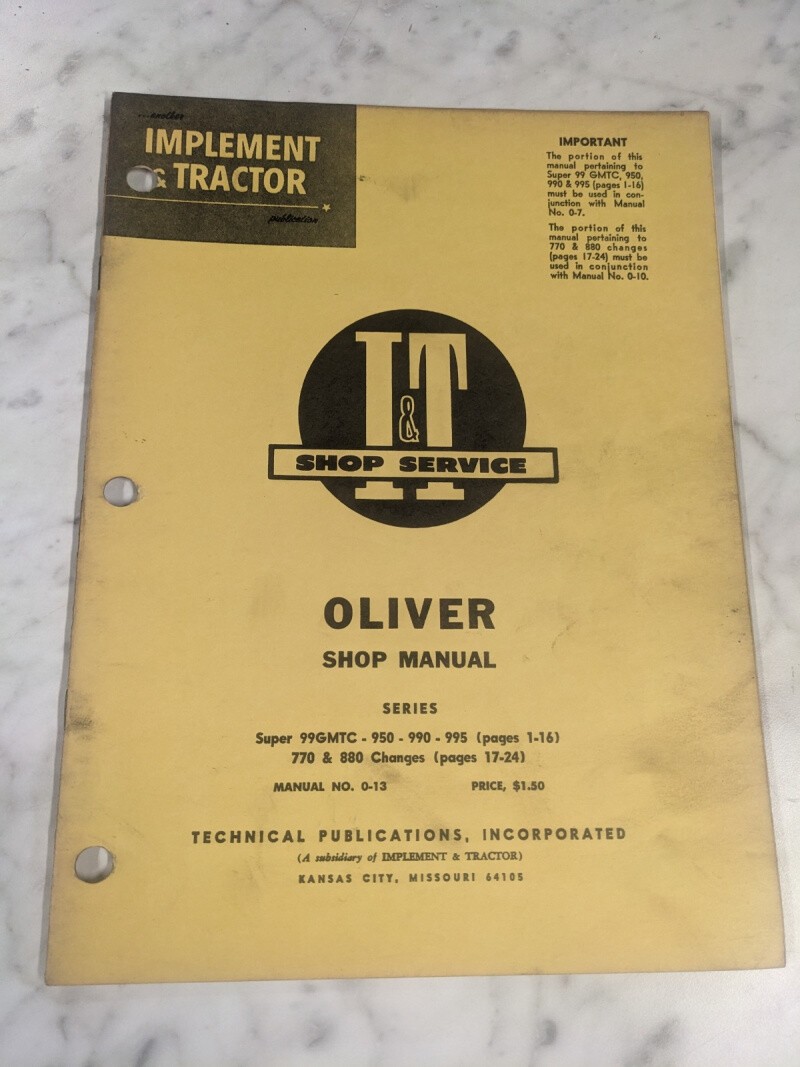 ...another
IMPLEMENT
& TRACTOR
publication
IMPORTANT
The portion of this
manual pertaining to
Super 99 GMTC, 950,
990 & 995 (pages 1-16)
must be used in con-
junction with Manual
No. 0-7.
The portion of this
manual pertaining to
770 & 880 changes
(pages 17-24) must be
used in conjunction
with Manual No. 0-10.
I&T
SHOP SERVICE
OLIVER
SHOP MANUAL
SERIES
Super 99GMTC - 950 - 990 - 995 (pages 1-16)
770 & 880 Changes (pages 17-24)
MANUAL NO. 0-13 PRICE, $1.50
TECHNICAL PUBLICATIONS, INCORPORATED
(A subsidiary of IMPLEMENT & TRACTOR)
KANSAS CITY, MISSOURI 64105